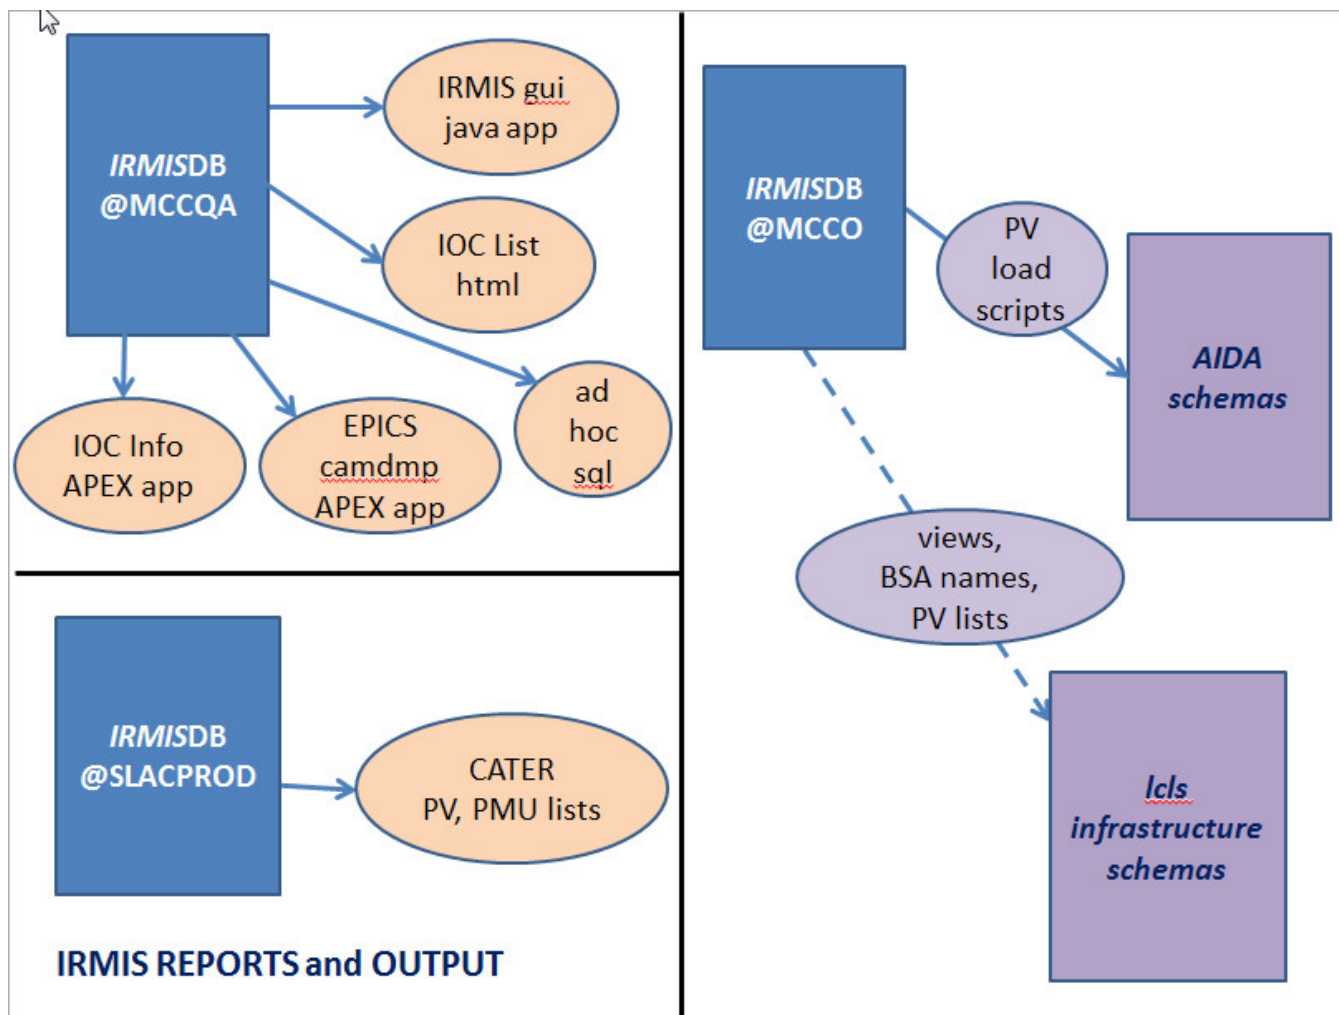 IRMISDB
@MCCQA
IRMIS gui
java app
IOC List
html
ad
hoc
sql
EPICS
camdmp
APEX app
IOC Info
APEX app
IRMISDB
@SLACPROD
CATER
PV, PMU lists
IRMIS REPORTS and OUTPUT
IRMISDB
@MCCO
PV
load
scripts
AIDA
schemas
views,
BSA names,
PV lists
lcls
infrastructure
schemas